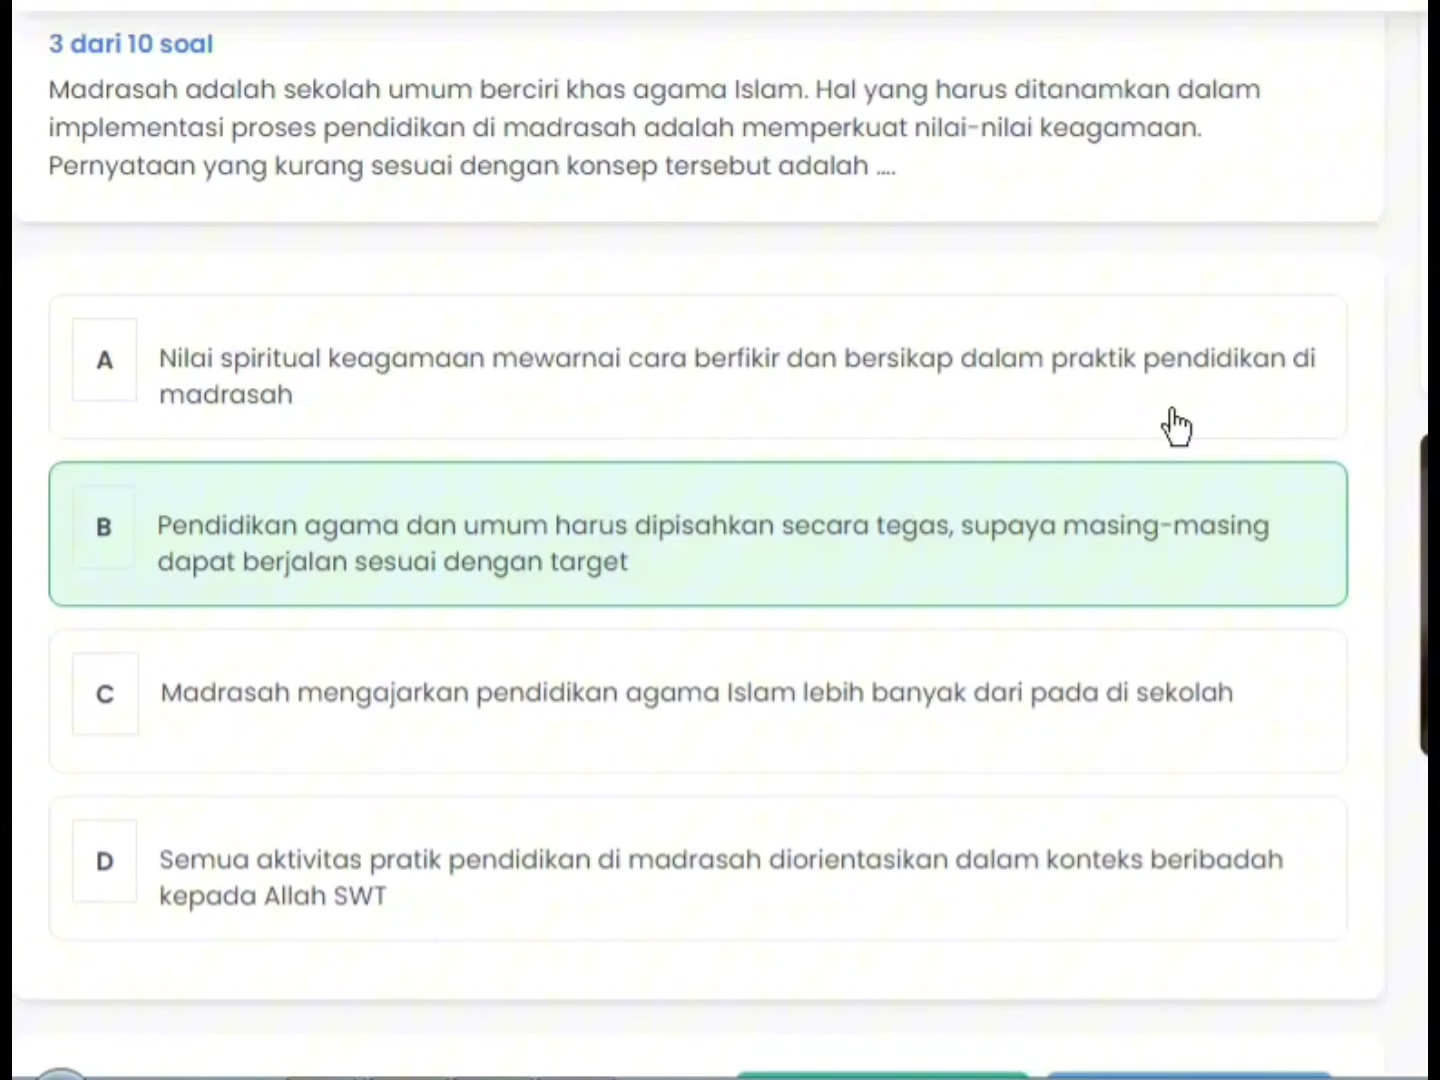 3 dari 10 soal
Madrasah adalah sekolah umum berciri khas agama Islam. Hal yang harus ditanamkan dalam
implementasi proses pendidikan di madrasah adalah memperkuat nilai-nilai keagamaan.
Pernyataan yang kurang sesuai dengan konsep tersebut adalah ....
A
Nilai spiritual keagamaan mewarnai cara berfikir dan bersikap dalam praktik pendidikan di
madrasah
B
Pendidikan agama dan umum harus dipisahkan secara tegas, supaya masing-masing
dapat berjalan sesuai dengan target
C
Madrasah mengajarkan pendidikan agama Islam lebih banyak dari pada di sekolah
D
Semua aktivitas pratik pendidikan di madrasah diorientasikan dalam konteks beribadah
kepada Allah SWT